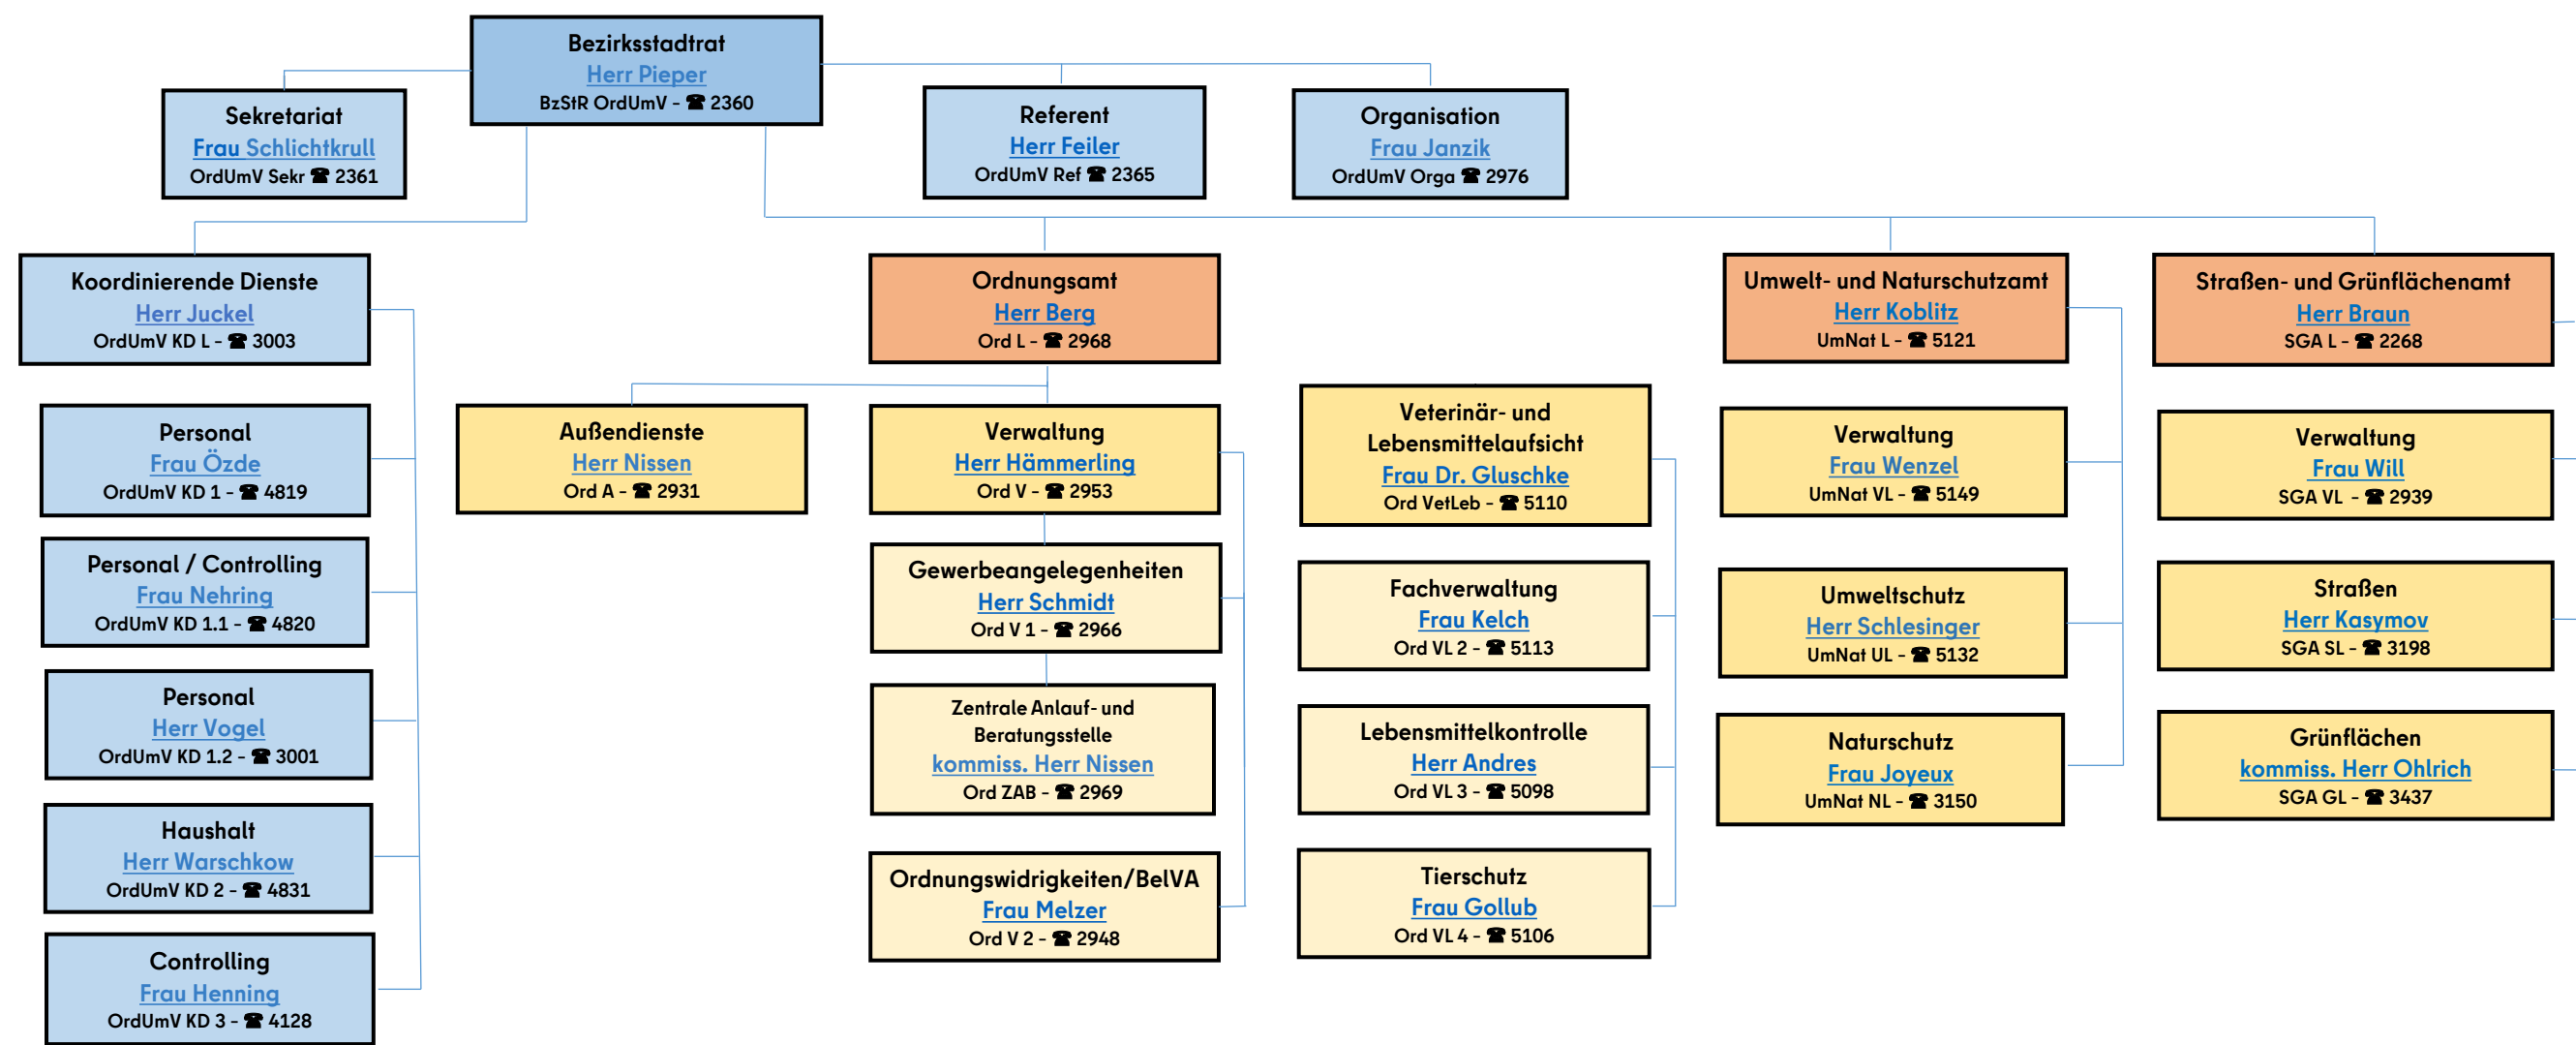 Bezirksstadtrat
Herr Pieper
BzStR OrdUmV - ☎ 2360
Sekretariat
Frau Schlichtkrull
OrdUmV Sekr ☎ 2361
Referent
Herr Feiler
OrdUmV Ref ☎ 2365
Organisation
Frau Janzik
OrdUmV Orga ☎ 2976
Koordinierende Dienste
Herr Juckel
OrdUmV KD L - ☎ 3003
Personal
Frau Özde
OrdUmV KD 1 - ☎ 4819
Personal / Controlling
Frau Nehring
OrdUmV KD 1.1 - ☎ 4820
Personal
Herr Vogel
OrdUmV KD 1.2 - ☎ 3001
Haushalt
Herr Warschkow
OrdUmV KD 2 - ☎ 4831
Controlling
Frau Henning
OrdUmV KD 3 - ☎ 4128
Ordnungsamt
Herr Berg
Ord L - ☎ 2968
Außendienste
Herr Nissen
Ord A - ☎ 2931
Verwaltung
Herr Hämmerling
Ord V - ☎ 2953
Gewerbeangelegenheiten
Herr Schmidt
Ord V 1 - ☎ 2966
Zentrale Anlauf- und
Beratungsstelle
kommiss. Herr Nissen
Ord ZAB - ☎ 2969
Ordnungswidrigkeiten/BelVA
Frau Melzer
Ord V 2 - ☎ 2948
Veterinär- und
Lebensmittelaufsicht
Frau Dr. Gluschke
Ord VetLeb - ☎ 5110
Fachverwaltung
Frau Kelch
Ord VL 2 - ☎ 5113
Lebensmittelkontrolle
Herr Andres
Ord VL 3 - ☎ 5098
Tierschutz
Frau Gollub
Ord VL 4 - ☎ 5106
Umwelt- und Naturschutzamt
Herr Koblitz
UmNat L - ☎ 5121
Verwaltung
Frau Wenzel
UmNat VL - ☎ 5149
Umweltschutz
Herr Schlesinger
UmNat UL - ☎ 5132
Naturschutz
Frau Joyeux
UmNat NL - ☎ 3150
Straßen- und Grünflächenamt
Herr Braun
SGA L - ☎ 2268
Verwaltung
Frau Will
SGA VL - ☎ 2939
Straßen
Herr Kasymov
SGA SL - ☎ 3198
Grünflächen
kommiss. Herr Ohlrich
SGA GL - ☎ 3437